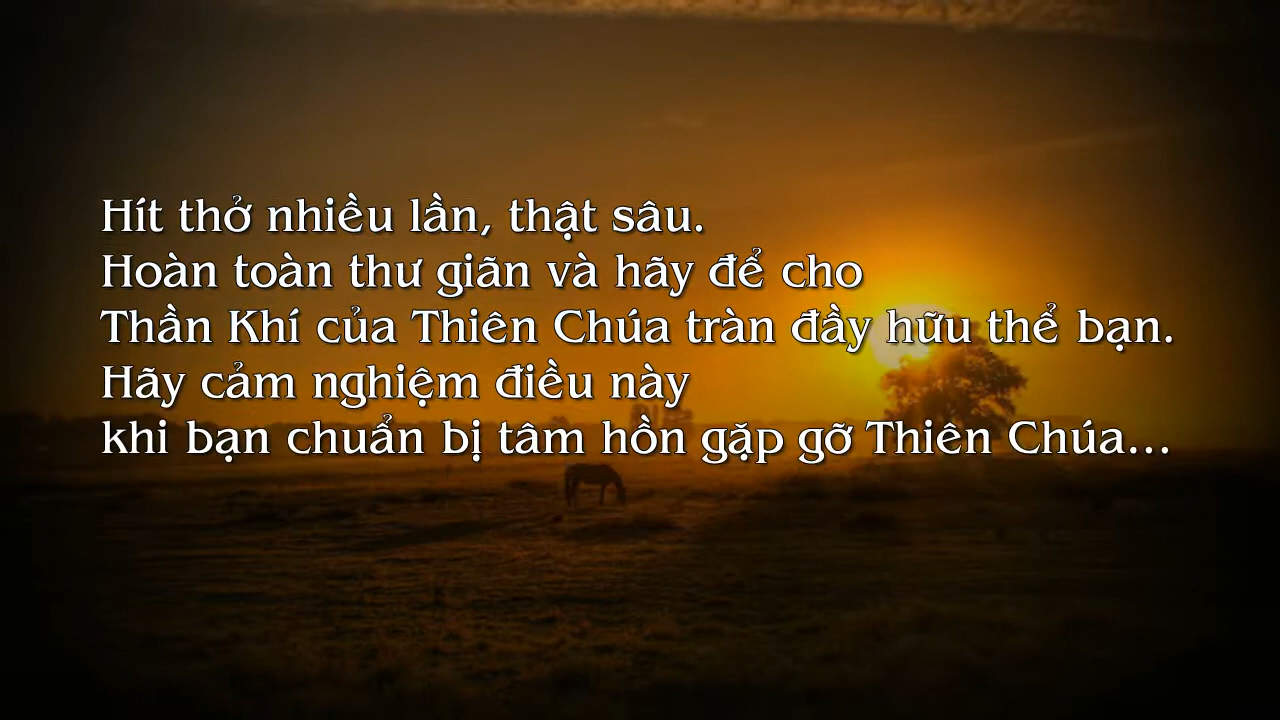 Hít thở nhiều lần, thật sâu.
Hoàn toàn thư giãn và hãy để cho
Thần Khí của Thiên Chúa tràn đầy hữu thể bạn.
Hãy cảm nghiệm điều này
khi bạn chuẩn bị tâm hồn gặp gỡ Thiên Chúa...